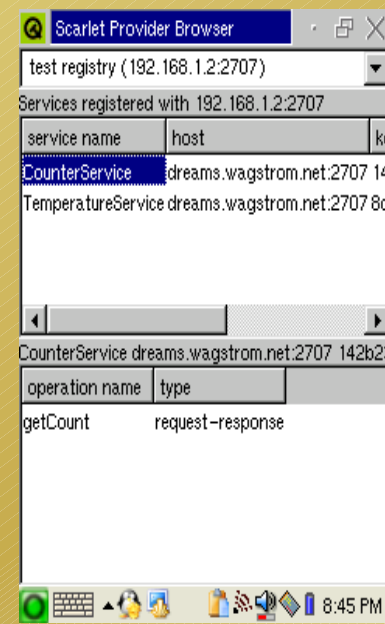 Scarlet Provider Browser
test registry (192.168.1.2:2707)
Services registered with 192.168.1.2:2707
service name host
CounterService dreams.wagstrom.net:2707 14
TemperatureService dreams.wagstrom.net:2707 8
CounterService dreams.wagstrom.net:2707 142b2
operation name type
getCount request-response
8:45 PM